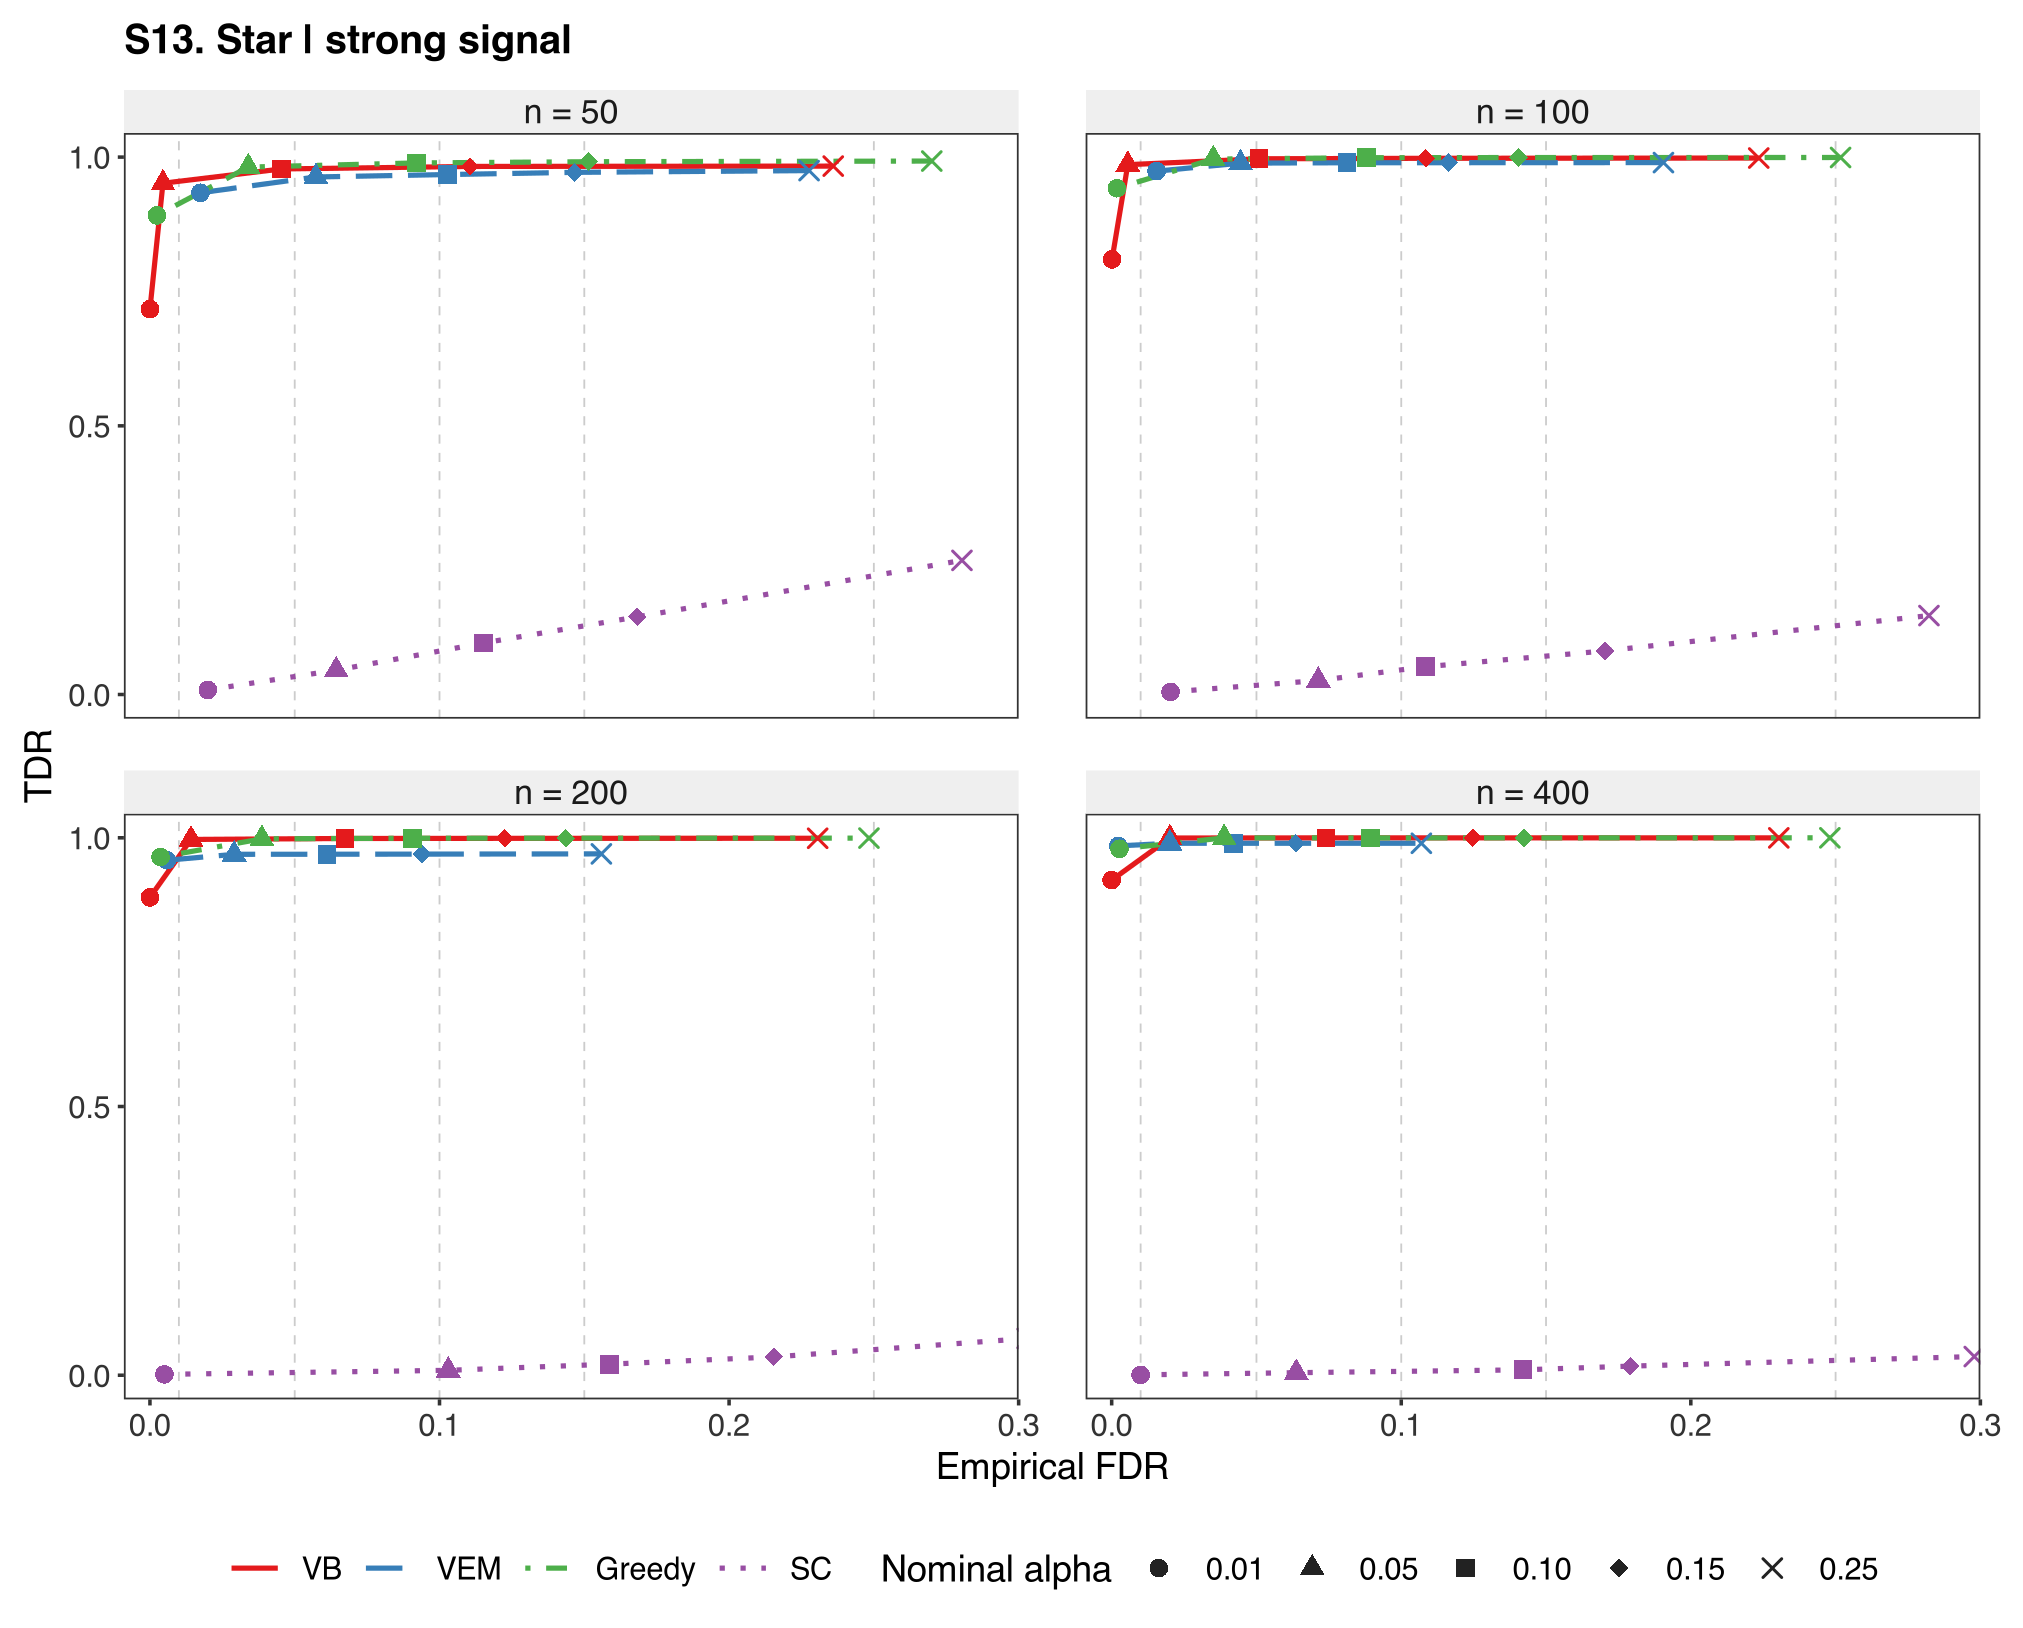 S13. Star | strong signal
n = 50
n = 100
1.0
0.5
0.0
TDR
n = 200
n = 400
1.0
0.5
0.0
0.0 0.1 0.2 0.3
0.0 0.1 0.2 0.3
Empirical FDR
VB VEM Greedy SC Nominal alpha 0.01 0.05 0.10 0.15 0.25